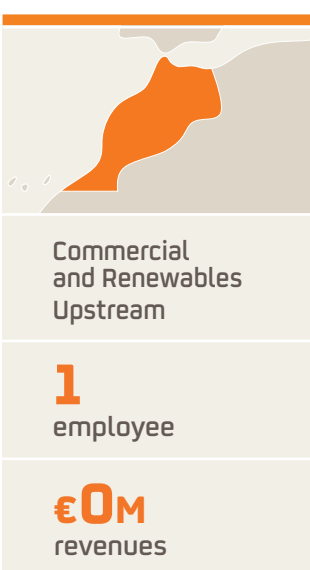 Commercial
and Renewables
Upstream
1
employee
€0M
revenues